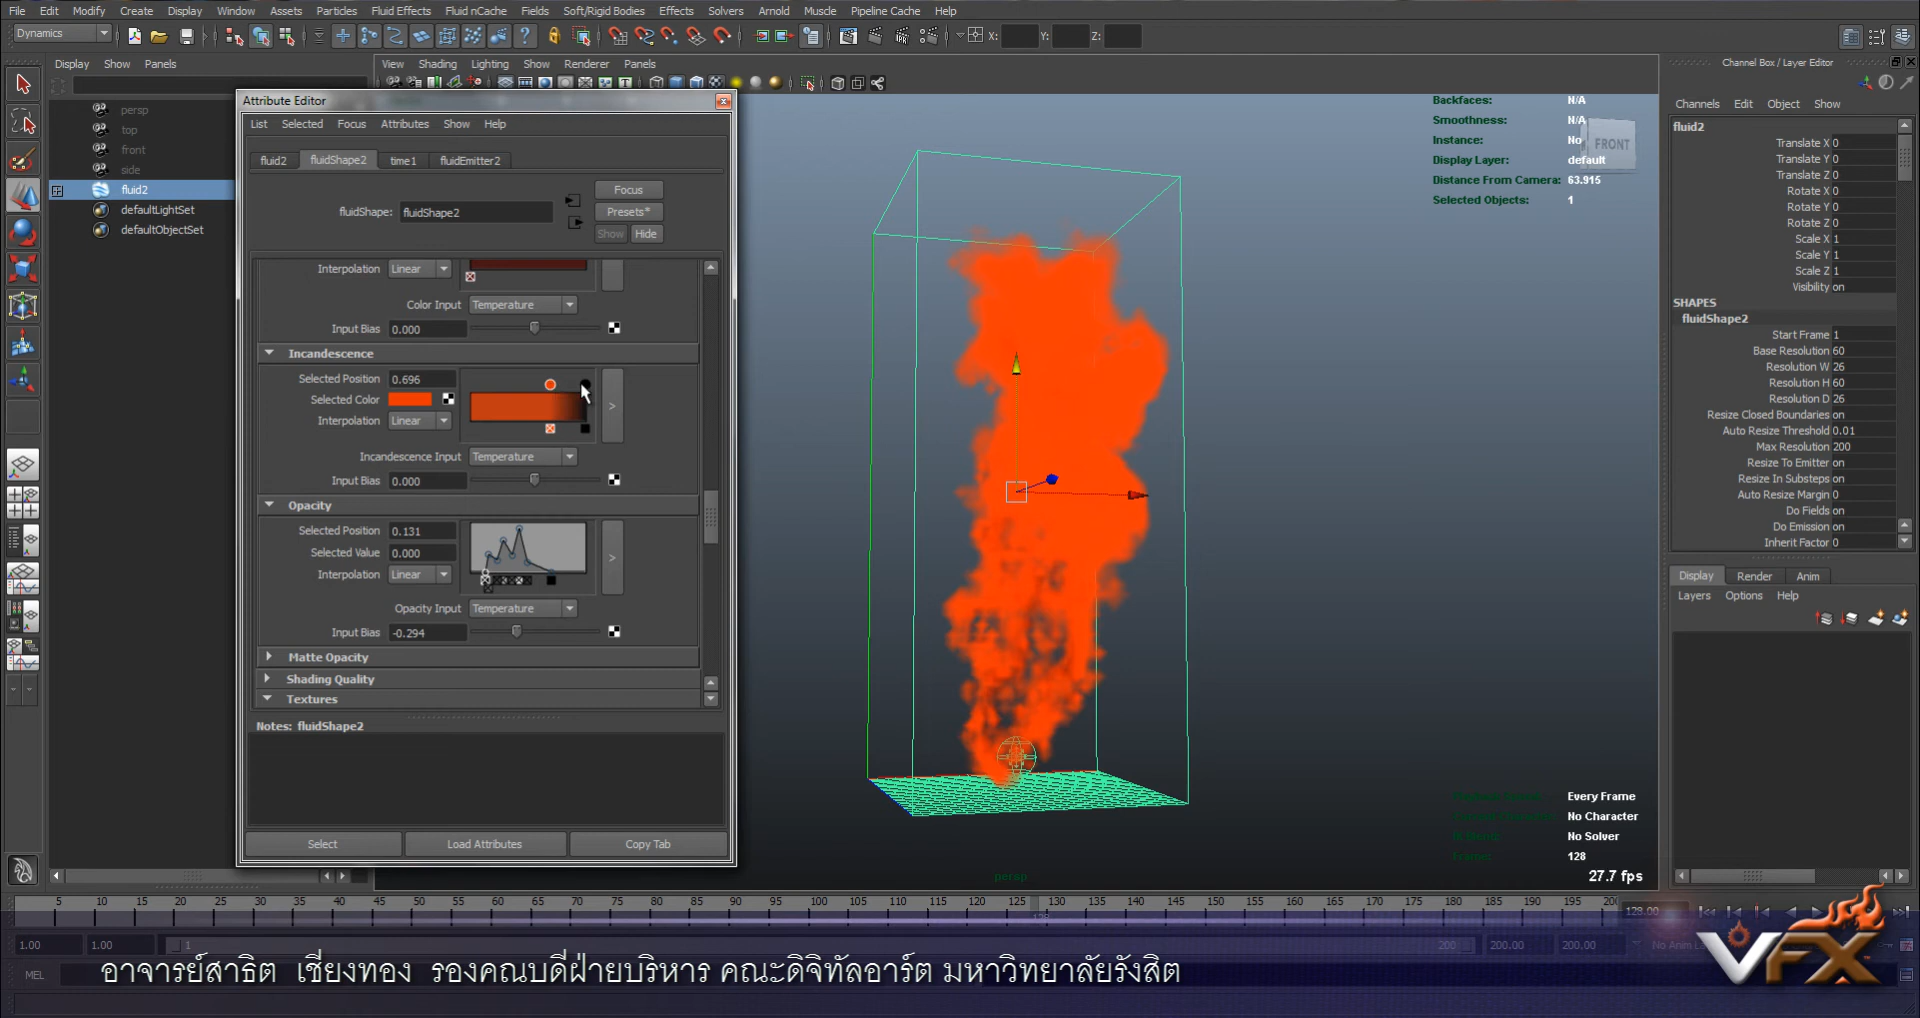 File Edit Modify Create Display Window Assets Particles Fluid Effects Fluid nCache Fields Soft/Rigid Bodies Effects Solvers Arnold Muscle Pipeline Cache Help
Dynamics X: Y: Z:
Display Show Panels
View Shading Lighting Show Renderer Panels
Channel Box / Layer Editor
persp
top
front
side
fluid2
defaultLightSet
defaultObjectSet
Attribute Editor
List Selected Focus Attributes Show Help
fluid2 fluidShape2 time1 fluidEmitter2
Focus
fluidShape: fluidShape2 Presets*
Show Hide
Interpolation Linear
Color Input Temperature
Input Bias 0.000
Incandescence
Selected Position 0.696
Selected Color
Interpolation Linear
>
Incandescence Input Temperature
Input Bias 0.000
Opacity
Selected Position 0.131
Selected Value 0.000
Interpolation Linear
>
Opacity Input Temperature
Input Bias -0.294
Matte Opacity
Shading Quality
Textures
Notes: fluidShape2
Select Load Attributes Copy Tab
Backfaces: N/A
Smoothness: N/A
Instance: No
Display Layer: default
Distance From Camera: 63.915
Selected Objects: 1
FRONT
Every Frame
No Character
No Solver
128
27.7 fps
persp
Channels Edit Object Show
fluid2
Translate X 0
Translate Y 0
Translate Z 0
Rotate X 0
Rotate Y 0
Rotate Z 0
Scale X 1
Scale Y 1
Scale Z 1
Visibility on
SHAPES
fluidShape2
Start Frame 1
Base Resolution 60
Resolution W 26
Resolution H 60
Resolution D 26
Resize Closed Boundaries on
Auto Resize Threshold 0.01
Max Resolution 200
Resize To Emitter on
Resize In Substeps on
Auto Resize Margin 0
Do Fields on
Do Emission on
Inherit Factor 0
Display Render Anim
Layers Options Help
5 10 15 20 25 30 35 40 45 50 55 60 65 70 75 80 85 90 95 100 105 110 115 120 125 130 135 140 145 150 155 160 165 170 175 180 185 190 195 200
128 128.00
1.00 1.00 1 200 200.00 200.00 No Anim La
MEL
อาจารย์สาธิต เชี่ยงทอง รองคณบดีฝ่ายบริหาร คณะดิจิทัลอาร์ต มหาวิทยาลัยรังสิต
VFX